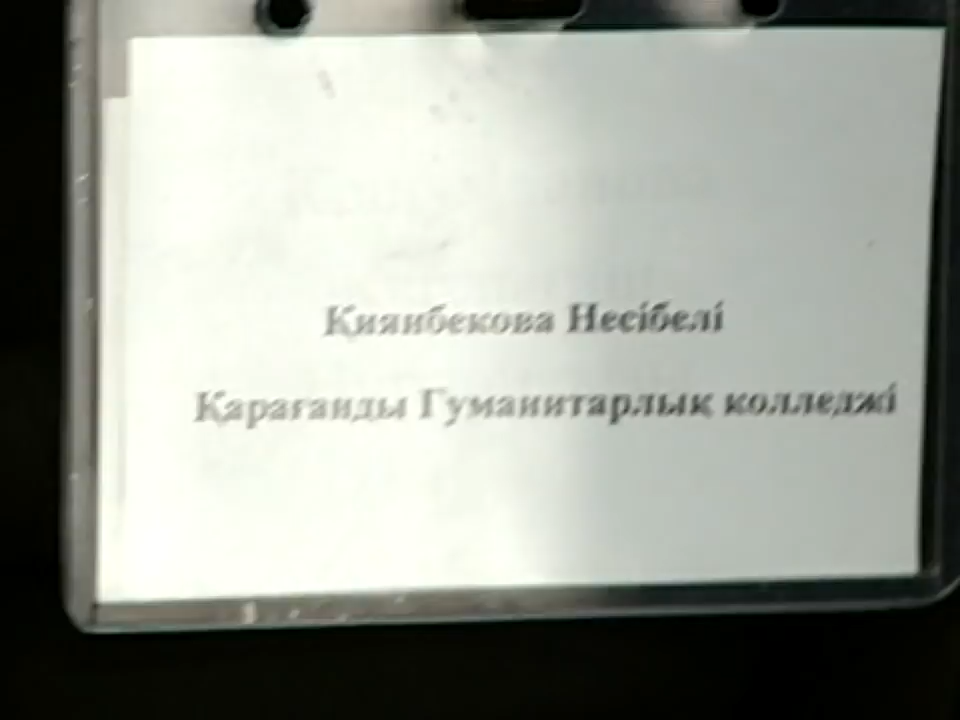 Қиянбекова Несібелі
Қарағанды Гуманитарлық колледжі